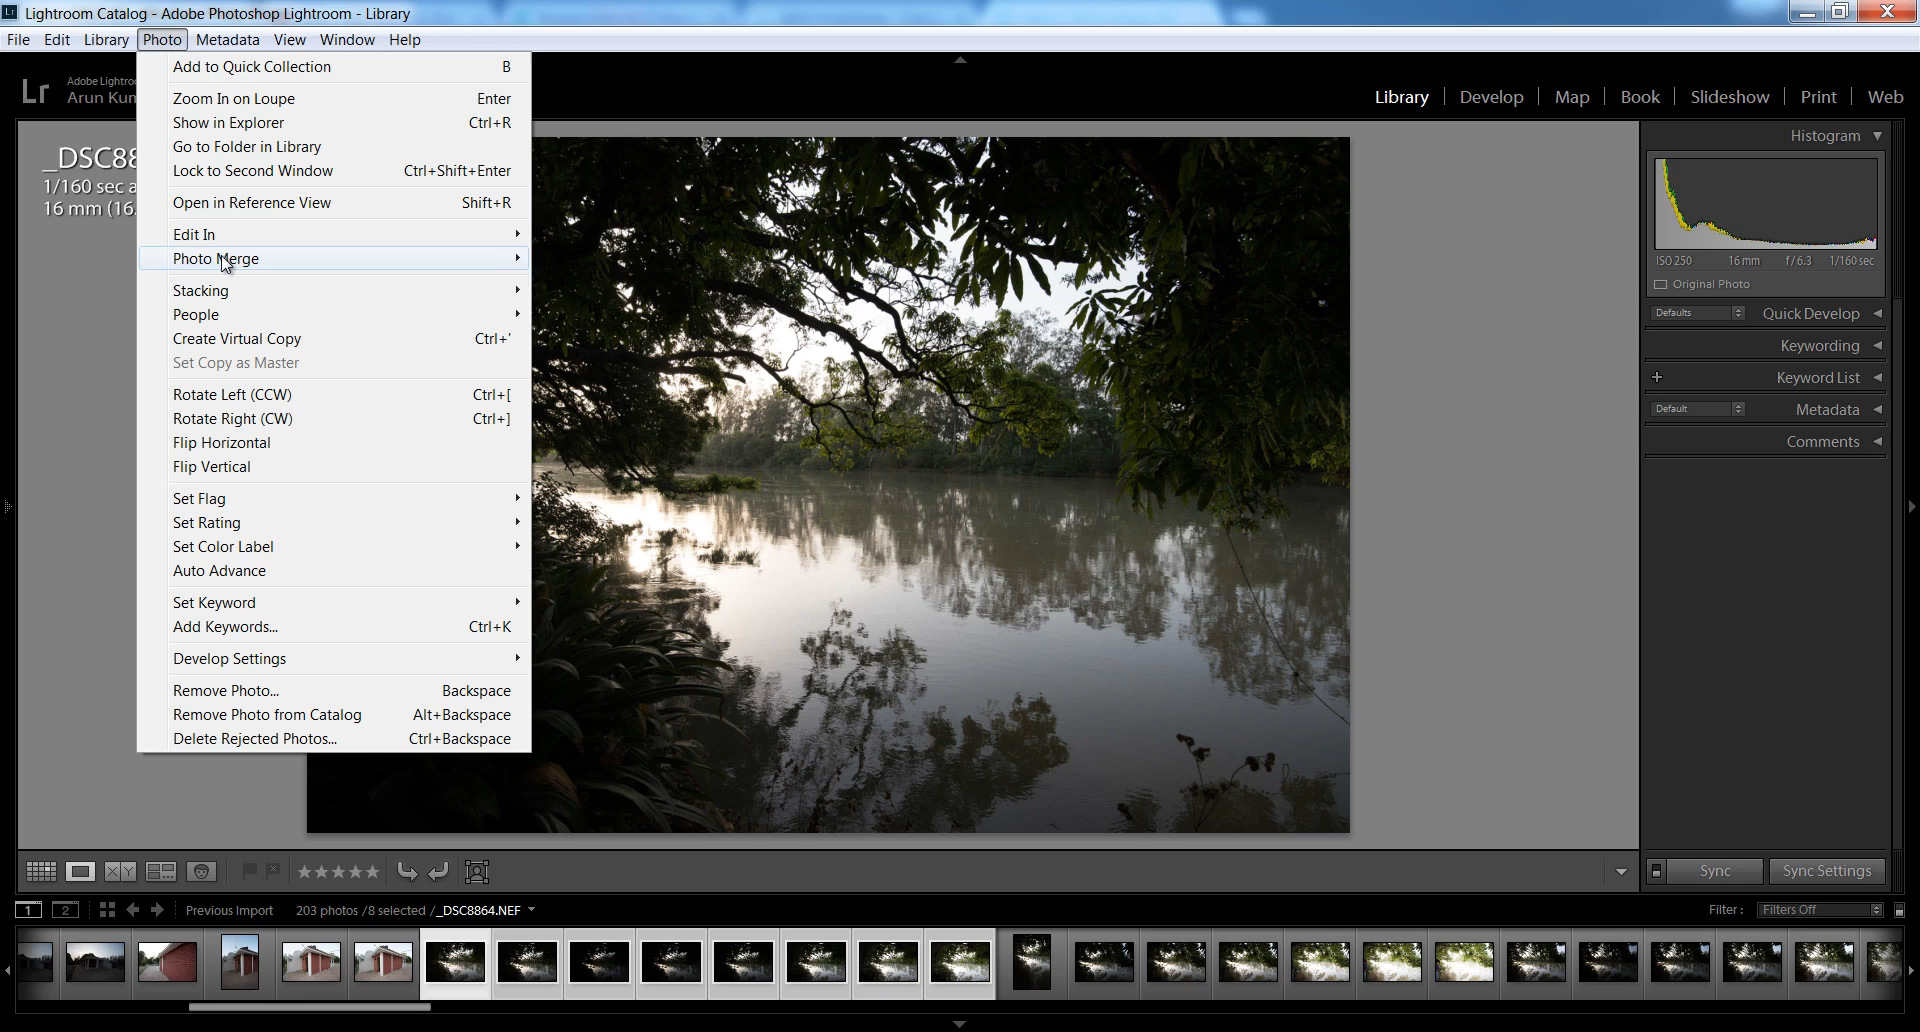 Lightroom Catalog - Adobe Photoshop Lightroom - Library
File Edit Library Photo Metadata View Window Help
Lr
Adobe
Arun
Library | Develop | Map | Book | Slideshow | Print | Web
Add to Quick Collection B
Zoom In on Loupe Enter
Show in Explorer Ctrl+R
Go to Folder in Library
Lock to Second Window Ctrl+Shift+Enter
Open in Reference View Shift+R
Edit In
Photo Merge
Stacking
People
Create Virtual Copy Ctrl+'
Set Copy as Master
Rotate Left (CCW) Ctrl+[
Rotate Right (CW) Ctrl+]
Flip Horizontal
Flip Vertical
Set Flag
Set Rating
Set Color Label
Auto Advance
Set Keyword
Add Keywords... Ctrl+K
Develop Settings
Remove Photo... Backspace
Remove Photo from Catalog Alt+Backspace
Delete Rejected Photos... Ctrl+Backspace
_DSC88
1/160 sec a
16 mm (16.
Histogram
ISO 250 16 mm f / 6.3 1/160 sec
Original Photo
Defaults Quick Develop
Keywording
+ Keyword List
Default Metadata
Comments
XY
Sync Sync Settings
1 2 Previous Import 203 photos /8 selected /_DSC8864.NEF Filter : Filters Off